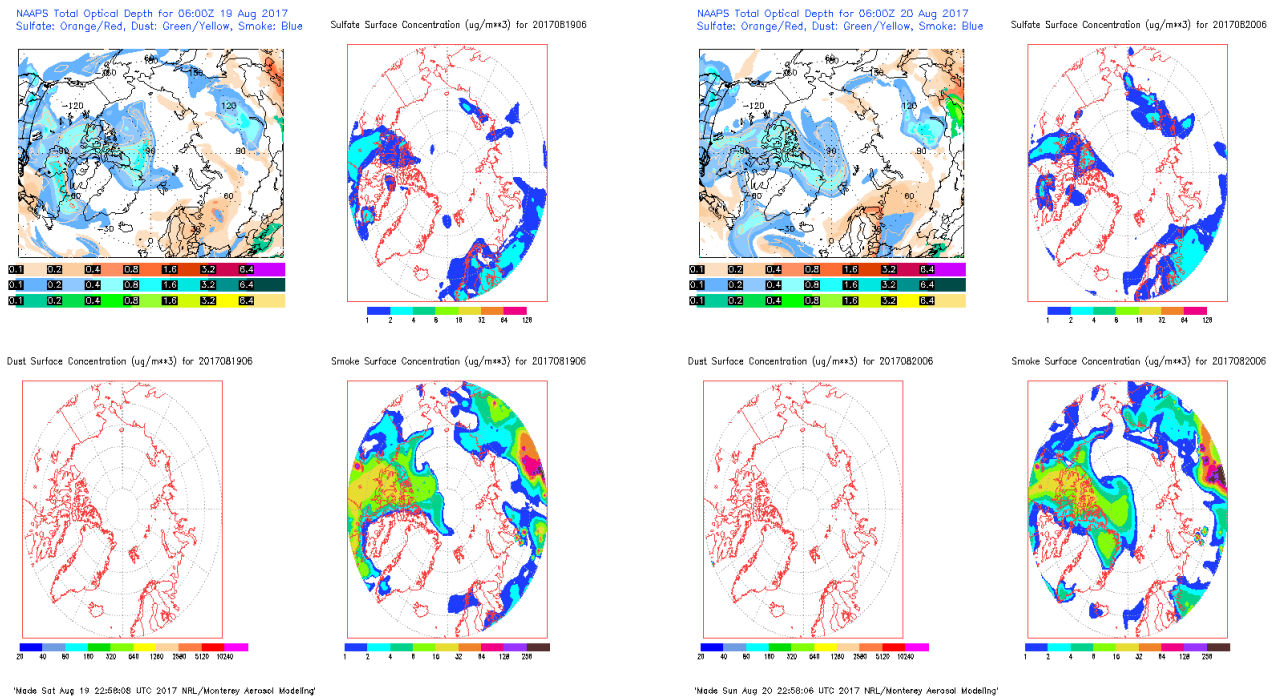 NAAPS Total Optical Depth for 06:00Z 19 Aug 2017
Sulfate: Orange/Red, Dust: Green/Yellow, Smoke: Blue
Sulfate Surface Concentration (ug/m**3) for 2017081906
0.1 0.2 0.4 0.8 1.6 3.2 6.4
0.1 0.2 0.4 0.8 1.6 3.2 6.4
0.1 0.2 0.4 0.8 1.6 3.2 6.4
1 2 4 8 16 32 64 128
Dust Surface Concentration (ug/m**3) for 2017081906
Smoke Surface Concentration (ug/m**3) for 2017081906
20 40 80 160 320 640 1280 2560 5120 10240
1 2 4 8 16 32 64 128 250
'Made Sat Aug 19 22:58:08 UTC 2017 NRL/Monterey Aerosol Modeling'
NAAPS Total Optical Depth for 06:00Z 20 Aug 2017
Sulfate: Orange/Red, Dust: Green/Yellow, Smoke: Blue
Sulfate Surface Concentration (ug/m**3) for 2017082006
0.1 0.2 0.4 0.8 1.6 3.2 6.4
0.1 0.2 0.4 0.8 1.6 3.2 6.4
0.1 0.2 0.4 0.8 1.6 3.2 6.4
1 2 4 8 16 32 64 128
Dust Surface Concentration (ug/m**3) for 2017082006
Smoke Surface Concentration (ug/m**3) for 2017082006
20 40 80 160 320 640 1280 2560 5120 10240
1 2 4 8 16 32 64 128 250
'Made Sun Aug 20 22:58:06 UTC 2017 NRL/Monterey Aerosol Modeling'